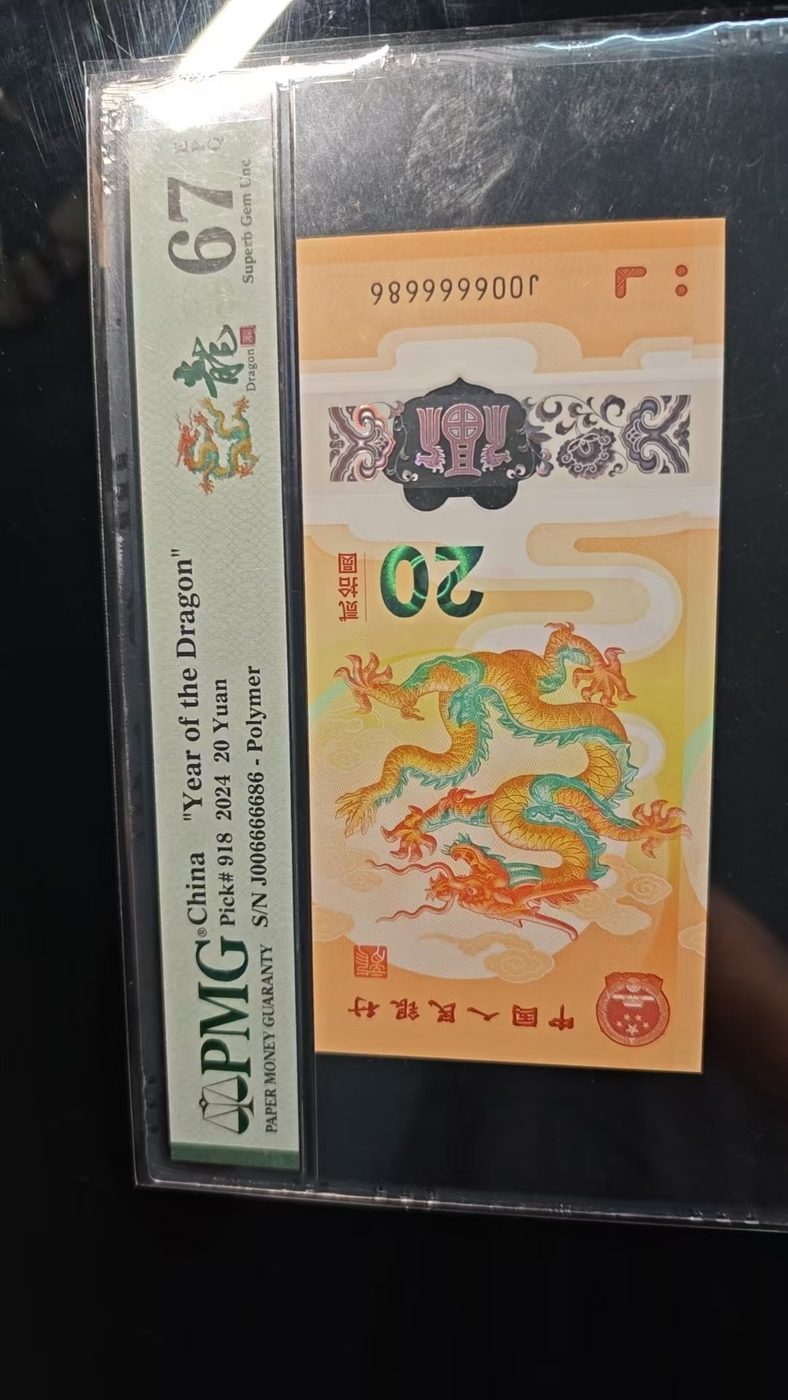 PMG®
PAPER MONEY GUARANTY
China "Year of the Dragon"
Pick# 918 2024 20 Yuan
S/N J006666686 - Polymer
龍
Dragon
67
EPQ
Superb Gem Unc
中国人民银行
贰拾圆
20
J006666686